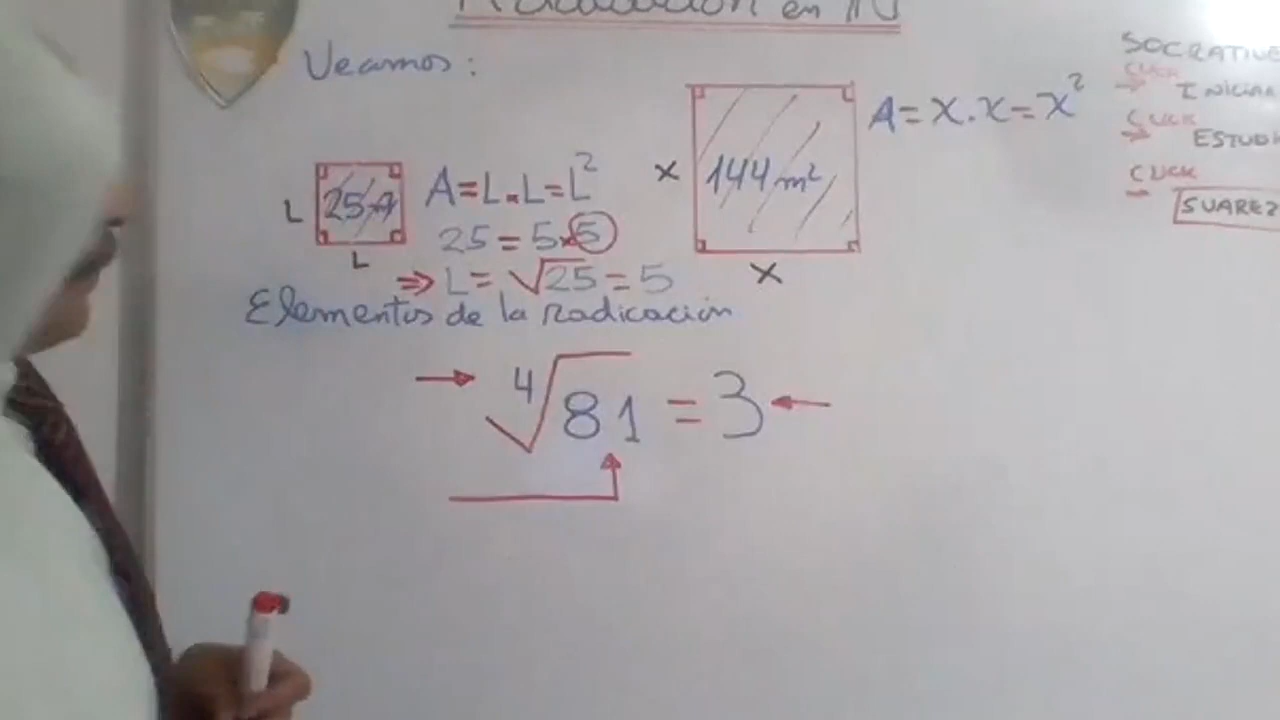 Radicación en IN
Veamos:
L
25 A
L
A=L.L=L²
25=5×5
⇒ L=√25=5
X
144 m²
X
A=X.X=X²
Elementos de la radicación
⁴√81=3
SOCRATIVE
CLICK
→ INICIAR
CLICK
→ ESTUDI
CLICK
→ SUAREZ